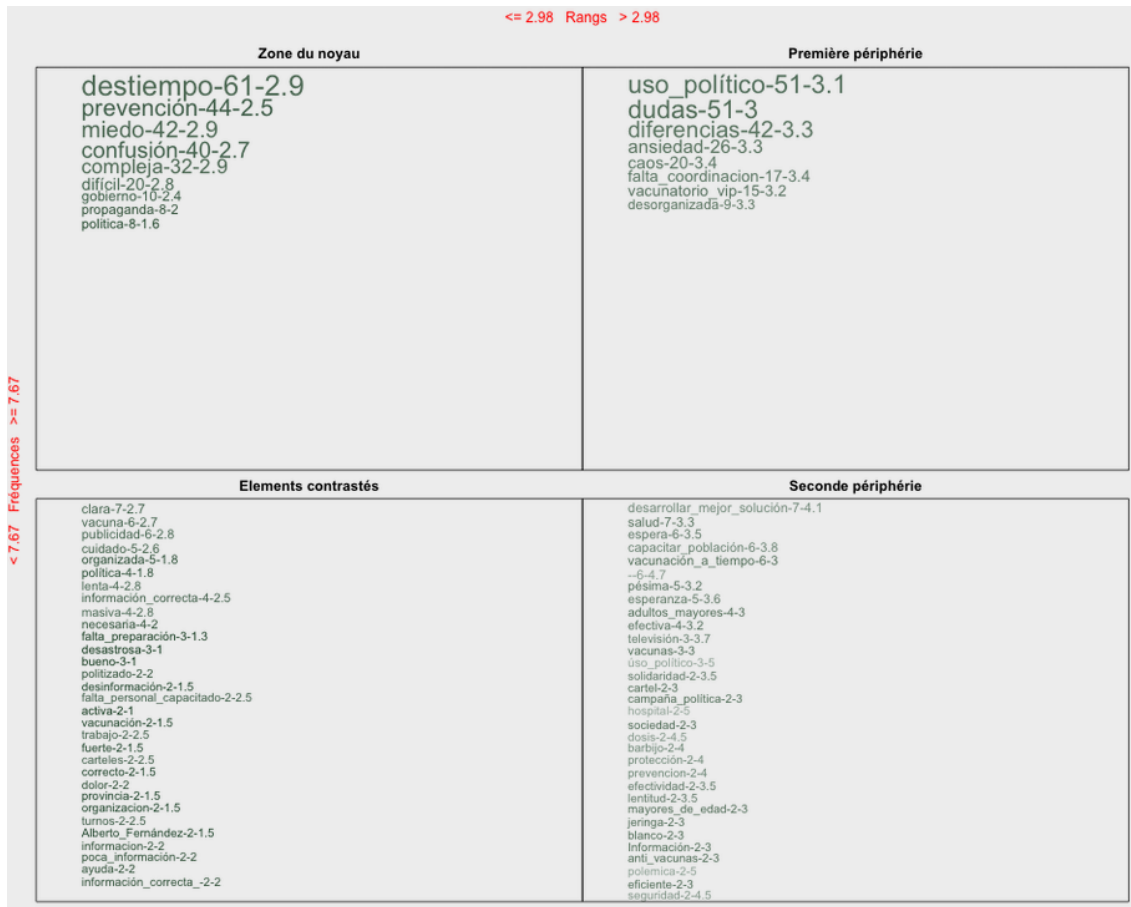 <= 2.98 Rangs > 2.98
Zone du noyau
destiempo-61-2.9
prevención-44-2.5
miedo-42-2.9
confusión-40-2.7
compleja-32-2.9
difícil-20-2.8
gobierno-10-2.4
propaganda-8-2
politica-8-1.6
Première périphérie
uso_político-51-3.1
dudas-51-3
diferencias-42-3.3
ansiedad-26-3.3
caos-20-3.4
falta_coordinacion-17-3.4
vacunatorio_vip-15-3.2
desorganizada-9-3.3
< 7.67 Fréquences >= 7.67
Elements contrastés
clara-7-2.7
vacuna-6-2.7
publicidad-6-2.8
cuidado-5-2.6
organizada-5-1.8
política-4-1.8
lenta-4-2.8
información_correcta-4-2.5
masiva-4-2.8
necesaria-4-2
falta_preparación-3-1.3
desastrosa-3-1
bueno-3-1
politizado-2-2
desinformación-2-1.5
falta_personal_capacitado-2-2.5
activa-2-1
vacunación-2-1.5
trabajo-2-2.5
fuerte-2-1.5
carteles-2-2.5
correcto-2-1.5
dolor-2-2
provincia-2-1.5
organizacion-2-1.5
turnos-2-2.5
Alberto_Fernández-2-1.5
informacion-2-2
poca_información-2-2
ayuda-2-2
información_correcta_-2-2
Seconde périphérie
desarrollar_mejor_solución-7-4.1
salud-7-3.3
espera-6-3.5
capacitar_población-6-3.8
vacunación_a_tiempo-6-3
--6-4.7
pésima-5-3.2
esperanza-5-3.6
adultos_mayores-4-3
efectiva-4-3.2
televisión-3-3.7
vacunas-3-3
úso_político-3-5
solidaridad-2-3.5
cartel-2-3
campaña_política-2-3
hospital-2-5
sociedad-2-3
dosis-2-4.5
barbijo-2-4
protección-2-4
prevencion-2-4
efectividad-2-3.5
lentitud-2-3.5
mayores_de_edad-2-3
jeringa-2-3
blanco-2-3
Información-2-3
anti_vacunas-2-3
polemica-2-5
eficiente-2-3
seguridad-2-4.5